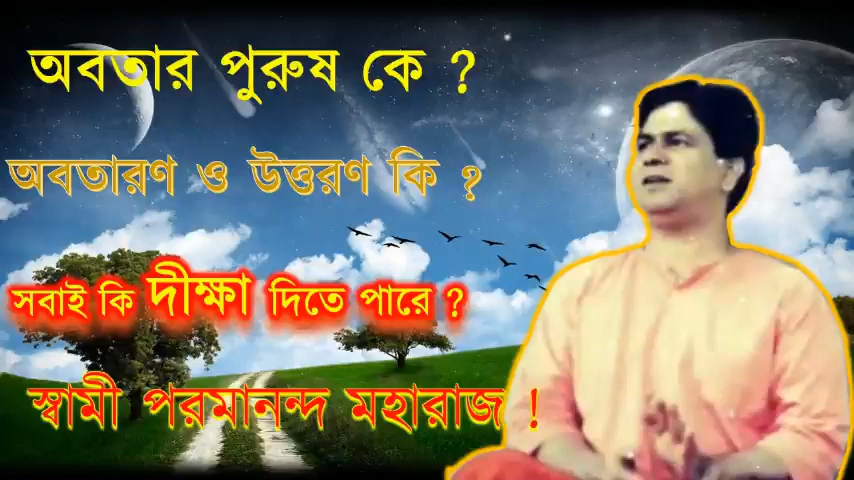 অবতার পুরুষ কে ?
অবতারণ ও উত্তরণ কি ?
সবাই কি দীক্ষা দিতে পারে ?
স্বামী পরমানন্দ মহারাজ !